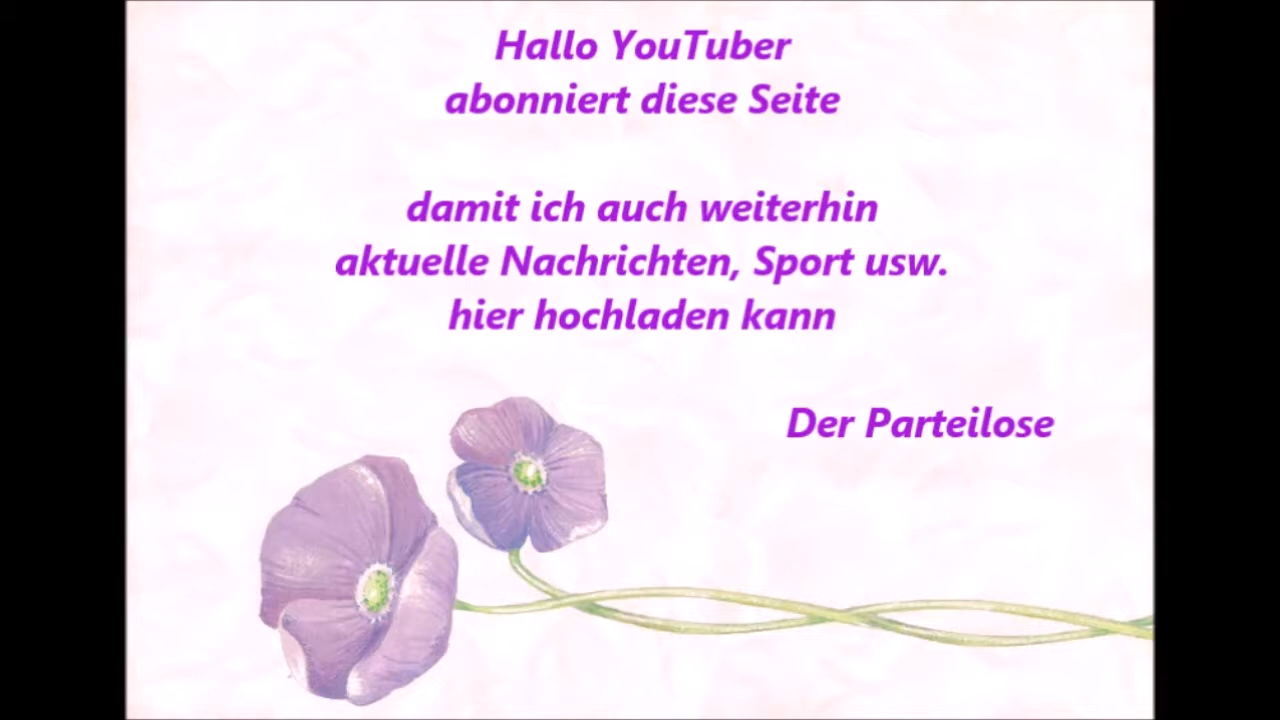 Hallo YouTuber
abonniert diese Seite
damit ich auch weiterhin
aktuelle Nachrichten, Sport usw.
hier hochladen kann
Der Parteilose